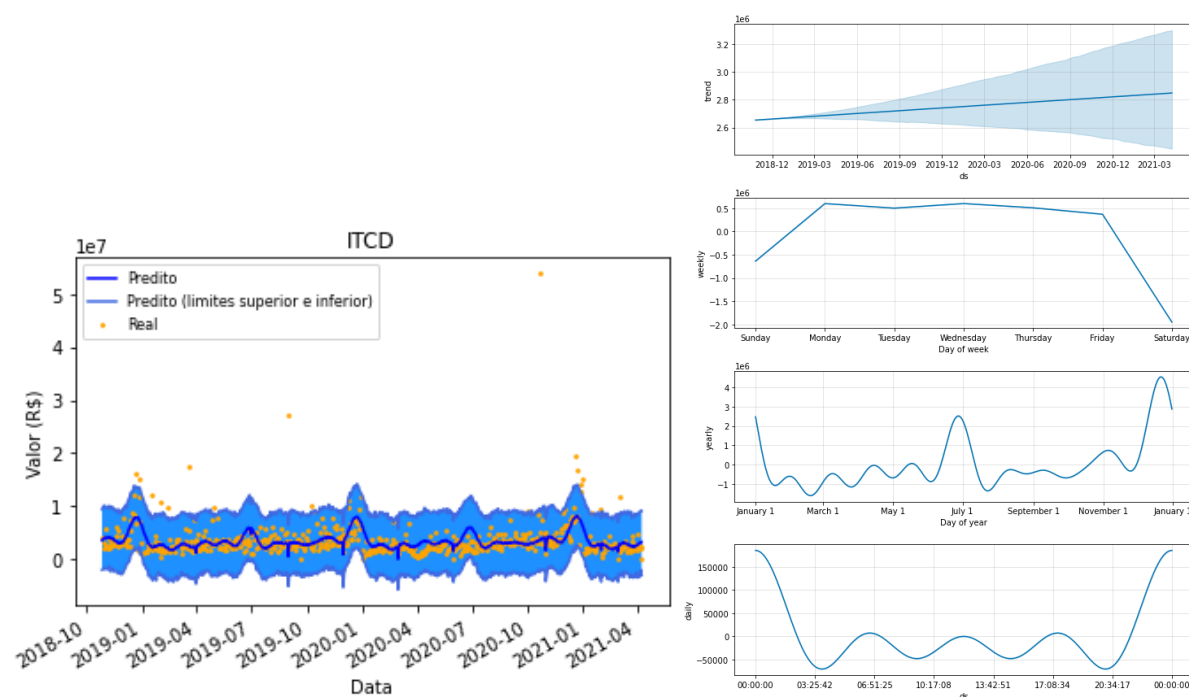 ITCD
1e7
Predito
Predito (limites superior e inferior)
Real
5
4
3
2
1
0
Valor (R$)
2018-10 2019-01 2019-04 2019-07 2019-10 2020-01 2020-04 2020-07 2020-10 2021-01 2021-04
Data
1e6
3.2
3.0
2.8
2.6
trend
2018-12 2019-03 2019-06 2019-09 2019-12 2020-03 2020-06 2020-09 2020-12 2021-03
ds
1e6
0.5
0.0
−0.5
−1.0
−1.5
−2.0
weekly
Sunday Monday Tuesday Wednesday Thursday Friday Saturday
Day of week
1e6
4
3
2
1
0
−1
yearly
January 1 March 1 May 1 July 1 September 1 November 1 January 1
Day of year
150000
100000
50000
0
−50000
daily
00:00:00 03:25:42 06:51:25 10:17:08 13:42:51 17:08:34 20:34:17 00:00:00
ds